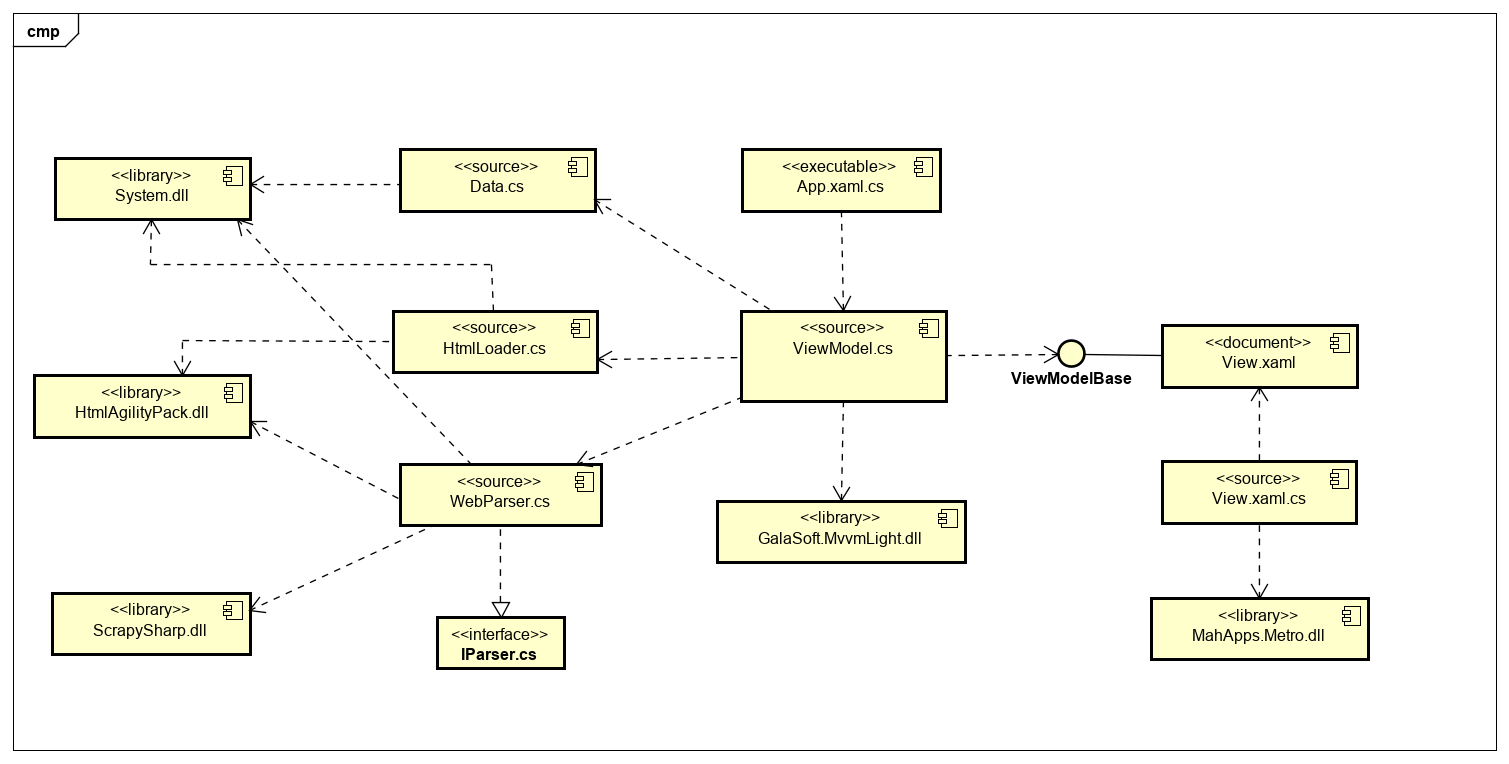 cmp
<<library>>
System.dll
<<source>>
Data.cs
<<executable>>
App.xaml.cs
<<source>>
HtmlLoader.cs
<<source>>
ViewModel.cs
ViewModelBase
<<document>>
View.xaml
<<library>>
HtmlAgilityPack.dll
<<source>>
WebParser.cs
<<library>>
GalaSoft.MvvmLight.dll
<<source>>
View.xaml.cs
<<library>>
ScrapySharp.dll
<<interface>>
IParser.cs
<<library>>
MahApps.Metro.dll